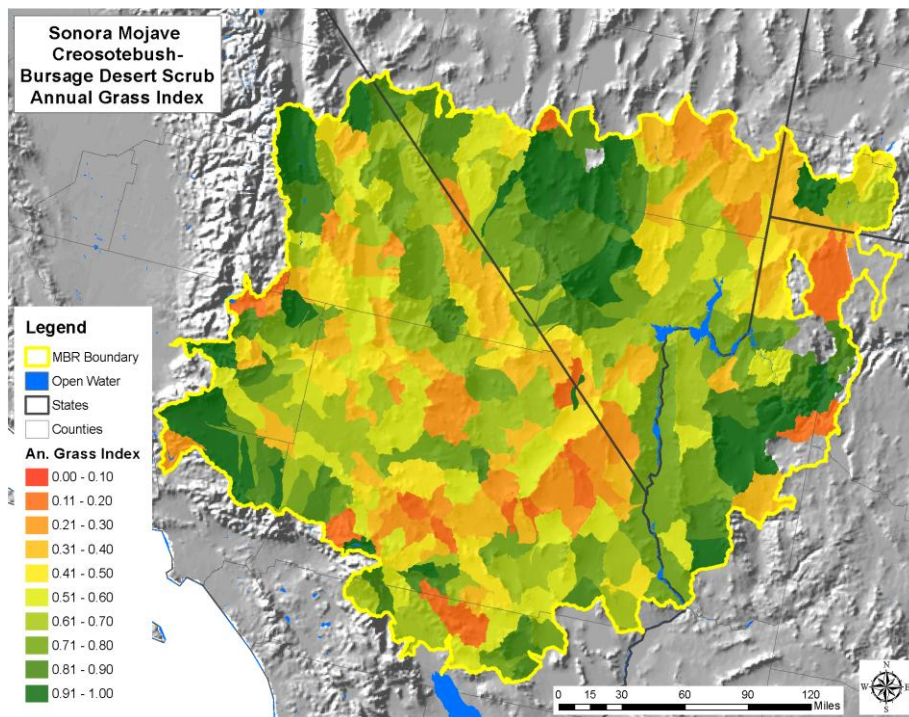 Sonora Mojave
Creosotebush-
Bursage Desert Scrub
Annual Grass Index
Legend
MBR Boundary
Open Water
States
Counties
An. Grass Index
0.00 - 0.10
0.11 - 0.20
0.21 - 0.30
0.31 - 0.40
0.41 - 0.50
0.51 - 0.60
0.61 - 0.70
0.71 - 0.80
0.81 - 0.90
0.91 - 1.00
0 15 30 60 90 120
Miles
N
W E
S